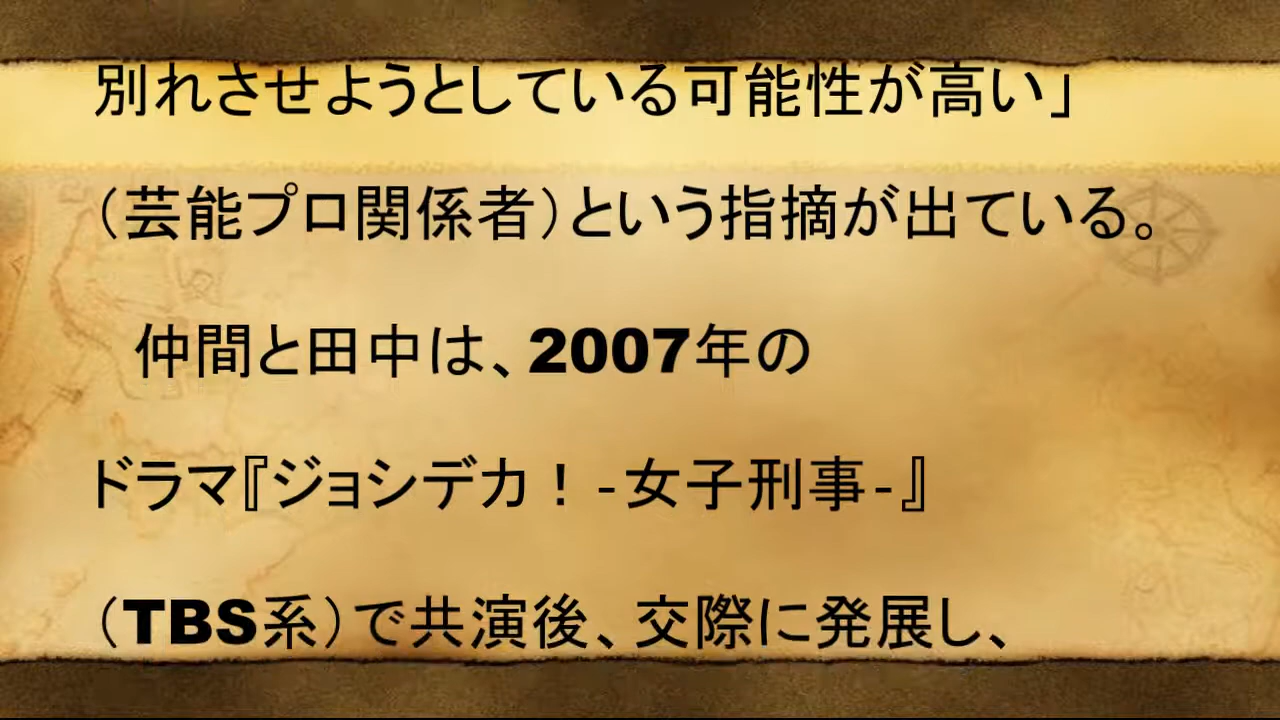 別れさせようとしている可能性が高い」
（芸能プロ関係者）という指摘が出ている。
仲間と田中は、2007年の
ドラマ『ジョシデカ！-女子刑事-』
（TBS系）で共演後、交際に発展し、